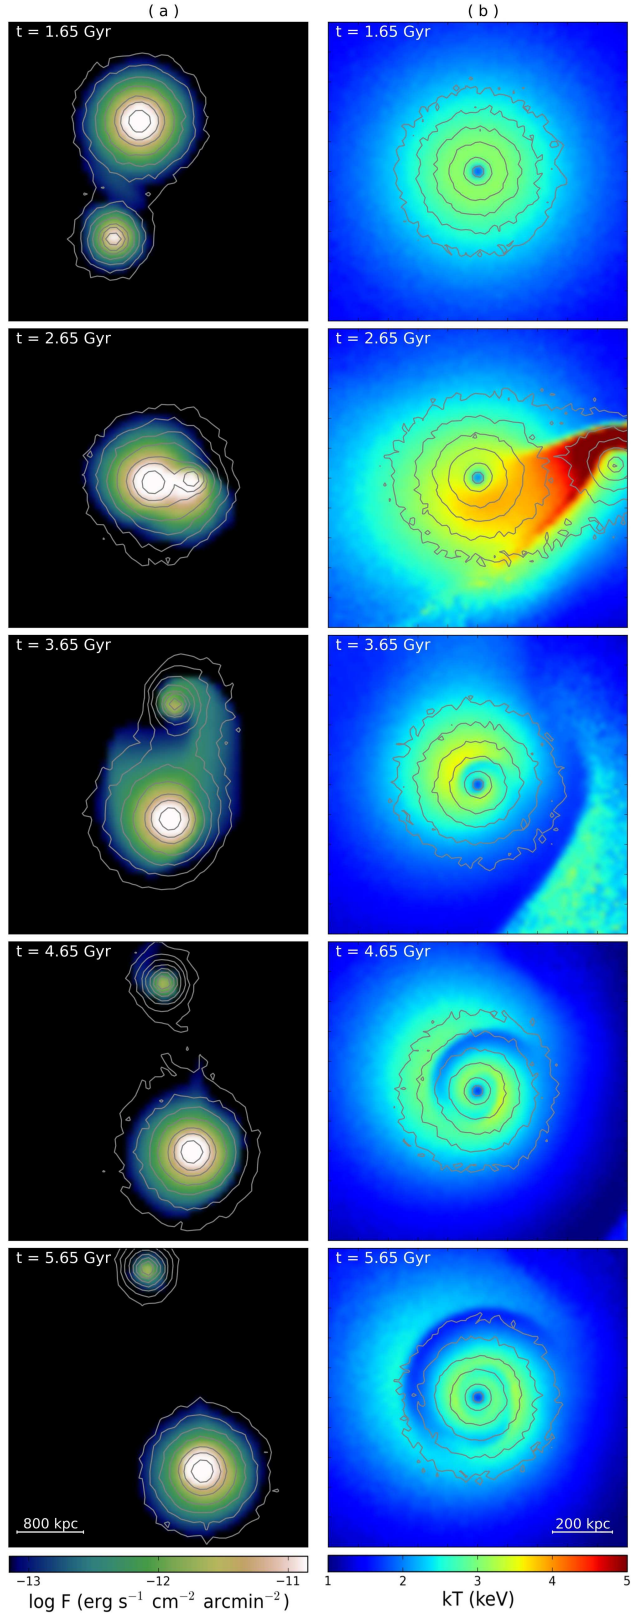 ( a )
( b )
t = 1.65 Gyr
t = 1.65 Gyr
t = 2.65 Gyr
t = 2.65 Gyr
t = 3.65 Gyr
t = 3.65 Gyr
t = 4.65 Gyr
t = 4.65 Gyr
t = 5.65 Gyr
t = 5.65 Gyr
800 kpc
200 kpc
−13 −12 −11
1 2 3 4 5
log F (erg s⁻¹ cm⁻² arcmin⁻²)
kT (keV)